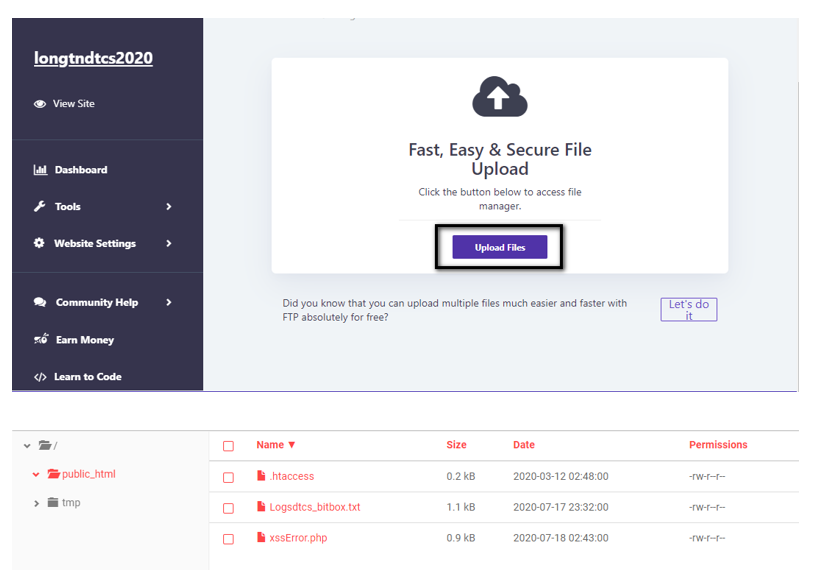 longtndtcs2020
View Site
Dashboard
Tools
Website Settings
Community Help
Earn Money
</> Learn to Code
Fast, Easy & Secure File
Upload
Click the button below to access file
manager.
Upload Files
Did you know that you can upload multiple files much easier and faster with
FTP absolutely for free?
Let's do
it
/
public_html
tmp
Name ▼ Size Date Permissions
.htaccess 0.2 kB 2020-03-12 02:48:00 -rw-r--r--
Logsdtcs_bitbox.txt 1.1 kB 2020-07-17 23:32:00 -rw-r--r--
xssError.php 0.9 kB 2020-07-18 02:43:00 -rw-r--r--